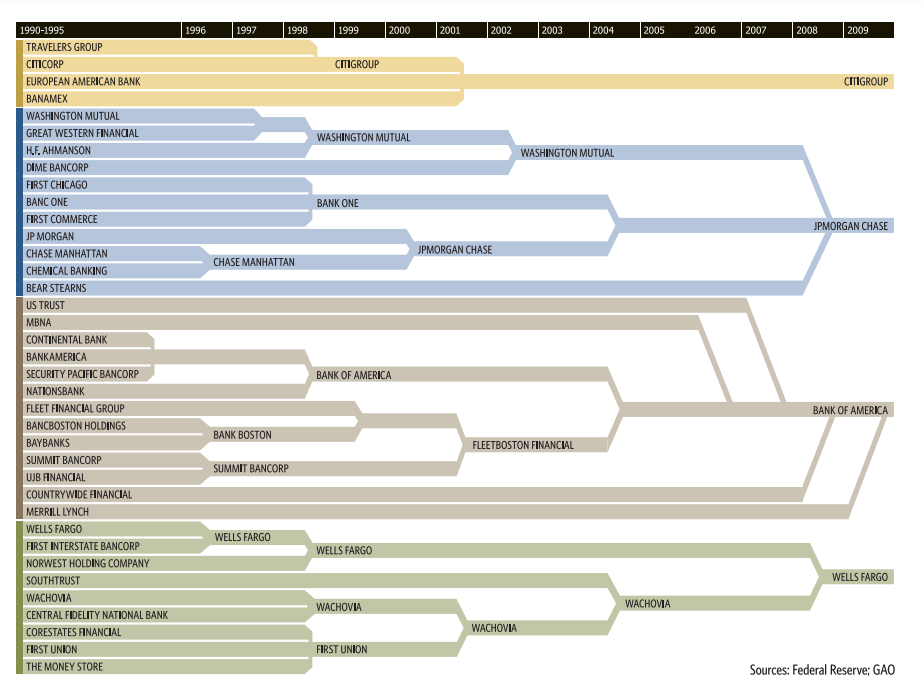 1990-1995 1996 1997 1998 1999 2000 2001 2002 2003 2004 2005 2006 2007 2008 2009
TRAVELERS GROUP
CITICORP CITIGROUP
EUROPEAN AMERICAN BANK CITIGROUP
BANAMEX
WASHINGTON MUTUAL
GREAT WESTERN FINANCIAL WASHINGTON MUTUAL
H.F. AHMANSON WASHINGTON MUTUAL
DIME BANCORP
FIRST CHICAGO
BANC ONE BANK ONE
FIRST COMMERCE JPMORGAN CHASE
JP MORGAN
CHASE MANHATTAN CHASE MANHATTAN JPMORGAN CHASE
CHEMICAL BANKING
BEAR STEARNS
US TRUST
MBNA
CONTINENTAL BANK
BANKAMERICA
SECURITY PACIFIC BANCORP BANK OF AMERICA
NATIONSBANK
FLEET FINANCIAL GROUP BANK OF AMERICA
BANCBOSTON HOLDINGS BANK BOSTON
BAYBANKS FLEETBOSTON FINANCIAL
SUMMIT BANCORP SUMMIT BANCORP
UJB FINANCIAL
COUNTRYWIDE FINANCIAL
MERRILL LYNCH
WELLS FARGO WELLS FARGO
FIRST INTERSTATE BANCORP WELLS FARGO
NORWEST HOLDING COMPANY
SOUTHTRUST WELLS FARGO
WACHOVIA WACHOVIA WACHOVIA
CENTRAL FIDELITY NATIONAL BANK
CORESTATES FINANCIAL WACHOVIA
FIRST UNION FIRST UNION
THE MONEY STORE
Sources: Federal Reserve; GAO